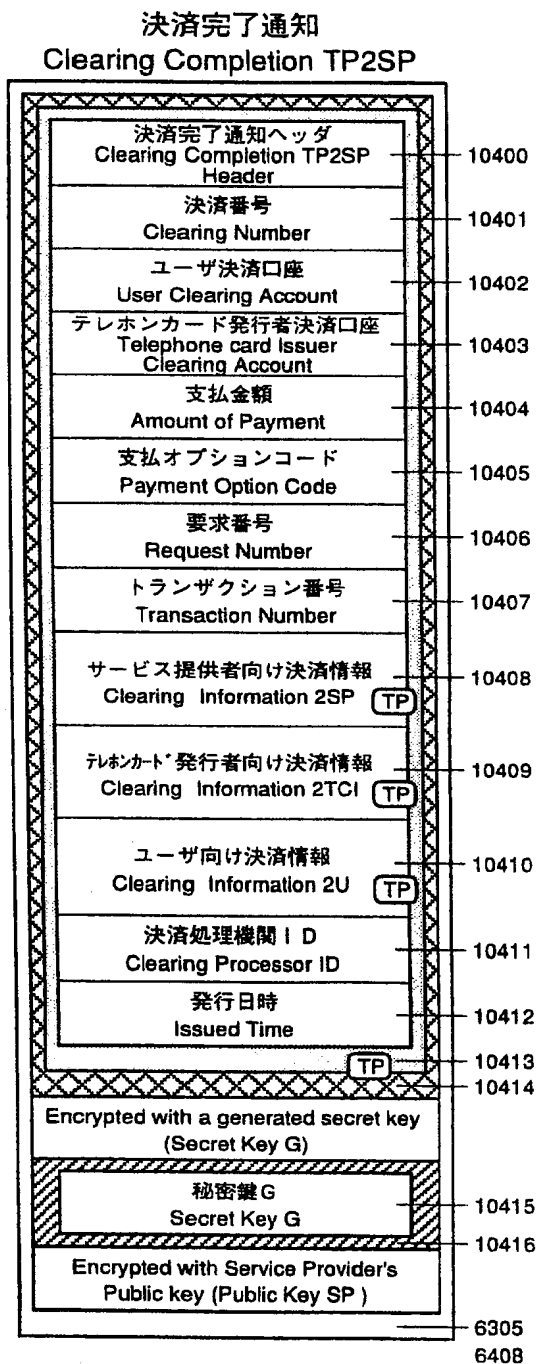 決済完了通知
Clearing Completion TP2SP
決済完了通知ヘッダ
Clearing Completion TP2SP
Header
10400
決済番号
Clearing Number
10401
ユーザ決済口座
User Clearing Account
10402
テレホンカード発行者決済口座
Telephone card Issuer
Clearing Account
10403
支払金額
Amount of Payment
10404
支払オプションコード
Payment Option Code
10405
要求番号
Request Number
10406
トランザクション番号
Transaction Number
10407
サービス提供者向け決済情報
Clearing Information 2SP
TP
10408
テレホンカード発行者向け決済情報
Clearing Information 2TCI
TP
10409
ユーザ向け決済情報
Clearing Information 2U
TP
10410
決済処理機関ID
Clearing Processor ID
10411
発行日時
Issued Time
10412
TP
10413
10414
Encrypted with a generated secret key
(Secret Key G)
秘密鍵G
Secret Key G
10415
10416
Encrypted with Service Provider's
Public key (Public Key SP )
6305
6408